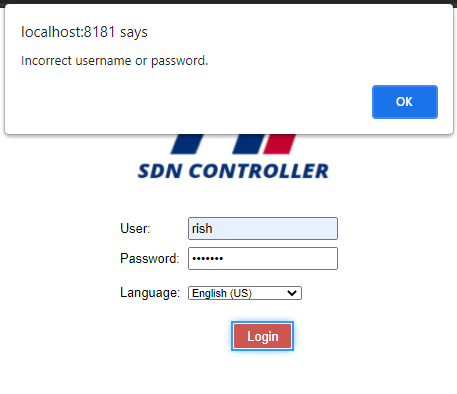 localhost:8181 says
Incorrect username or password.
OK
SDN CONTROLLER
User: rish
Password: •••••••
Language: English (US)
Login